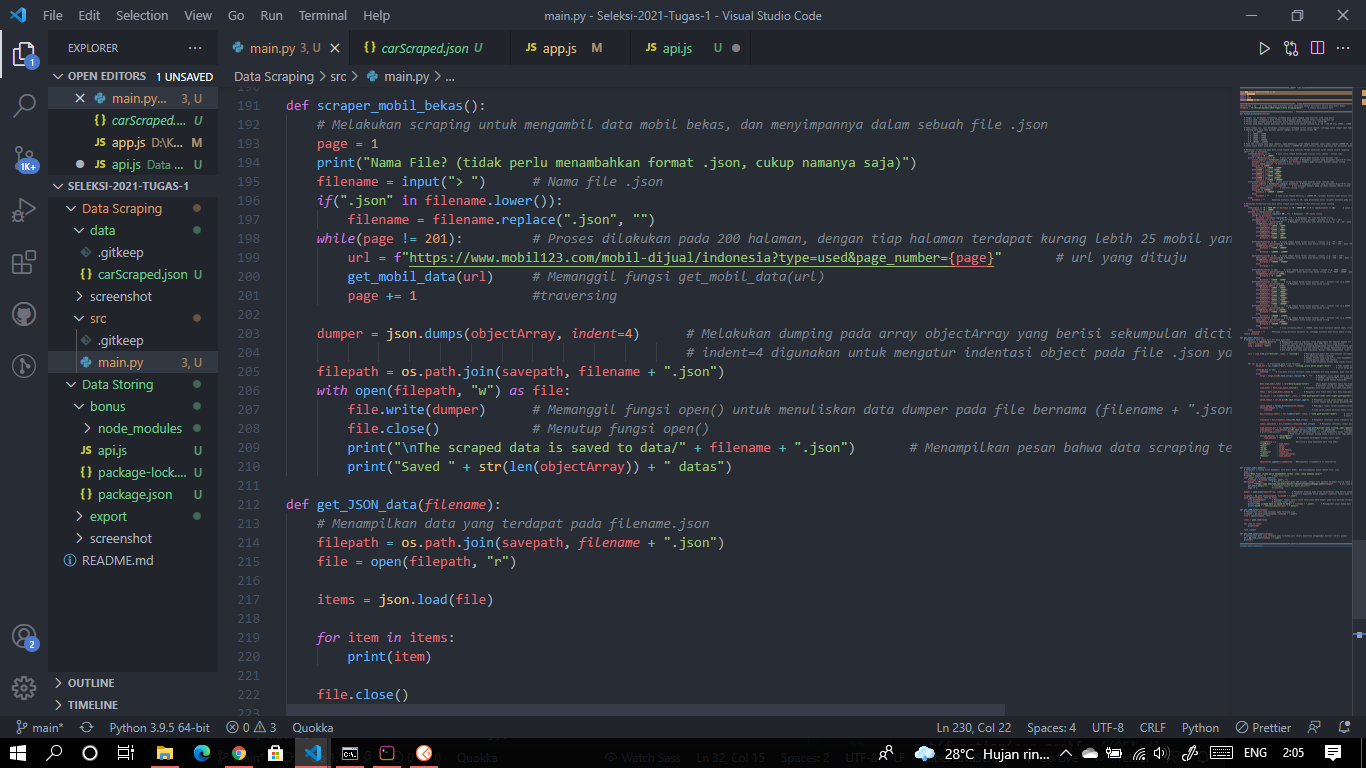 File Edit Selection View Go Run Terminal Help main.py - Seleksi-2021-Tugas-1 - Visual Studio Code
EXPLORER ···
main.py 3, U
{} carScraped.json U
JS app.js M
JS api.js U
OPEN EDITORS 1 UNSAVED
main.py... 3, U
{} carScraped.... U
JS app.js D:\K... M
JS api.js Data ... U
SELEKSI-2021-TUGAS-1
Data Scraping
data
.gitkeep
{} carScraped.json U
screenshot
src
.gitkeep
main.py 3, U
Data Storing
bonus
node_modules
JS api.js U
{} package-lock.... U
{} package.json U
export
screenshot
README.md
OUTLINE
TIMELINE
1
1K+
2
Data Scraping > src > main.py > ...
190
191 def scraper_mobil_bekas():
192 # Melakukan scraping untuk mengambil data mobil bekas, dan menyimpannya dalam sebuah file .json
193 page = 1
194 print("Nama File? (tidak perlu menambahkan format .json, cukup namanya saja)")
195 filename = input("> ") # Nama file .json
196 if(".json" in filename.lower()):
197 filename = filename.replace(".json", "")
198 while(page != 201): # Proses dilakukan pada 200 halaman, dengan tiap halaman terdapat kurang lebih 25 mobil yan
199 url = f"https://www.mobil123.com/mobil-dijual/indonesia?type=used&page_number={page}" # url yang dituju
200 get_mobil_data(url) # Memanggil fungsi get_mobil_data(url)
201 page += 1 #traversing
202
203 dumper = json.dumps(objectArray, indent=4) # Melakukan dumping pada array objectArray yang berisi sekumpulan dicti
204 # indent=4 digunakan untuk mengatur indentasi object pada file .json ya
205 filepath = os.path.join(savepath, filename + ".json")
206 with open(filepath, "w") as file:
207 file.write(dumper) # Memanggil fungsi open() untuk menuliskan data dumper pada file bernama (filename + ".json
208 file.close() # Menutup fungsi open()
209 print("\nThe scraped data is saved to data/" + filename + ".json") # Menampilkan pesan bahwa data scraping te
210 print("Saved " + str(len(objectArray)) + " datas")
211
212 def get_JSON_data(filename):
213 # Menampilkan data yang terdapat pada filename.json
214 filepath = os.path.join(savepath, filename + ".json")
215 file = open(filepath, "r")
216
217 items = json.load(file)
218
219 for item in items:
220 print(item)
221
222 file.close()
223
main* Python 3.9.5 64-bit 0 3 Quokka Ln 230, Col 22 Spaces: 4 UTF-8 CRLF Python Prettier
28°C Hujan rin... ENG 2:05